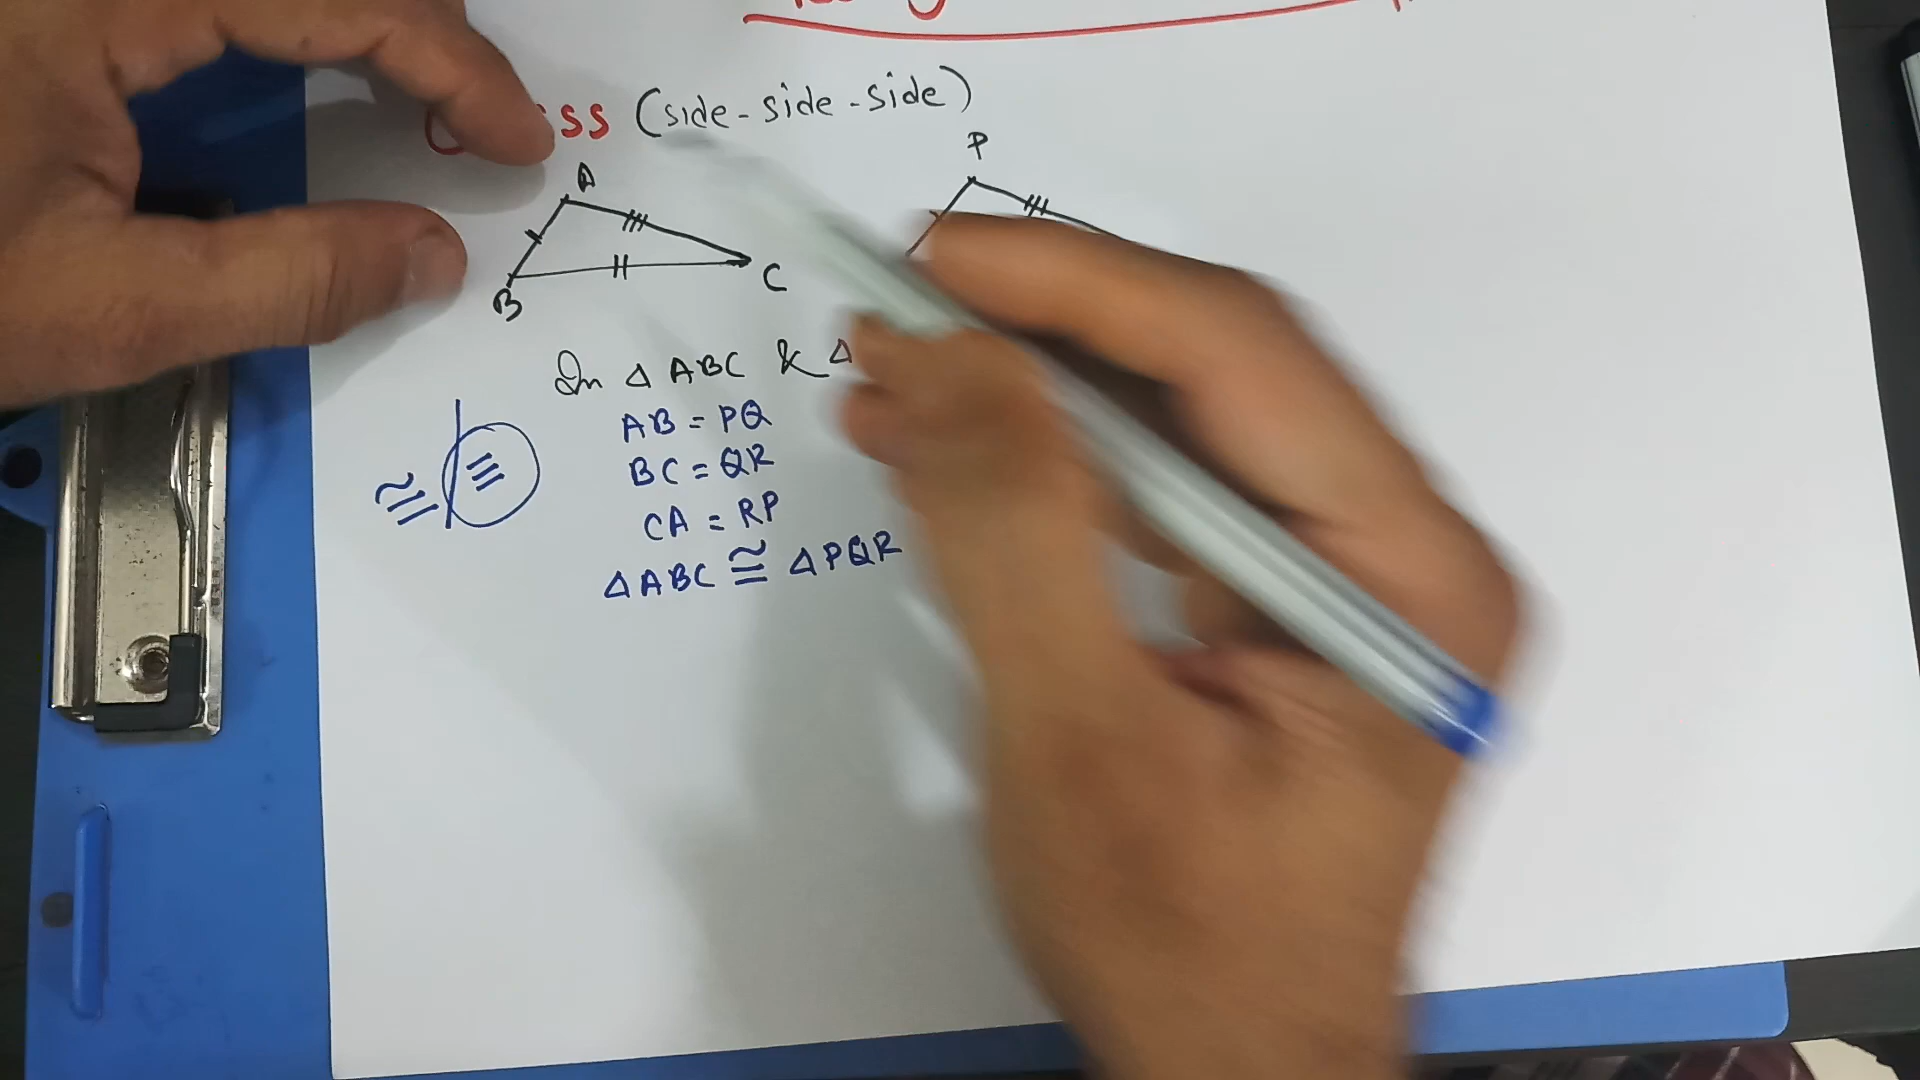 ss (side-side-side)
A
P
B
C
In △ ABC & △
AB = PQ
BC = QR
CA = RP
≅ ≡
△ABC ≅ △PQR